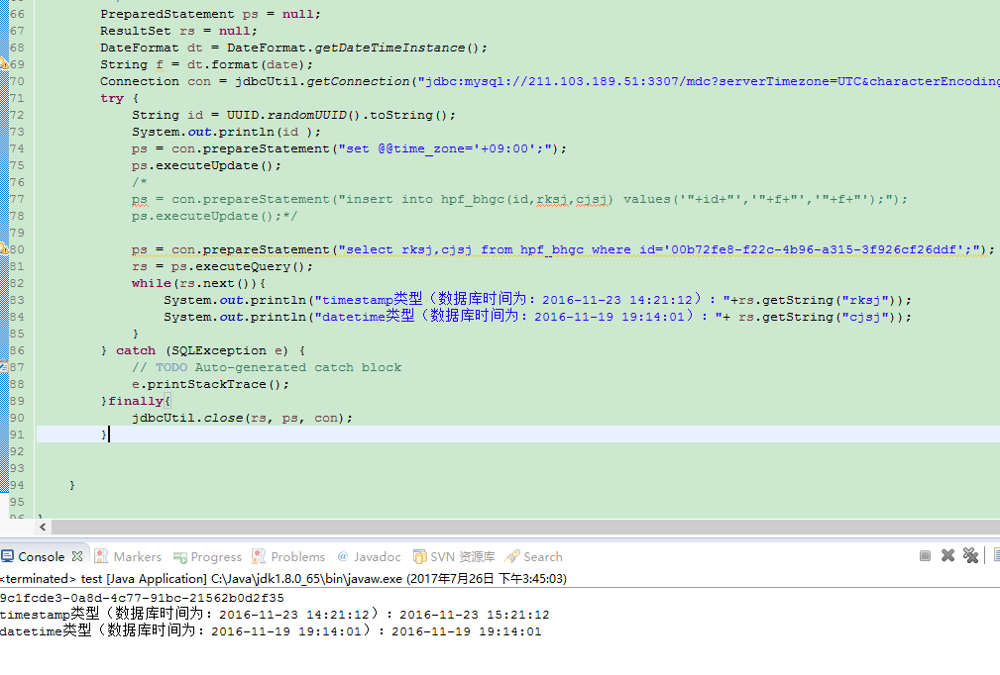 66 PreparedStatement ps = null;
67 ResultSet rs = null;
68 DateFormat dt = DateFormat.getDateTimeInstance();
69 String f = dt.format(date);
70 Connection con = jdbcUtil.getConnection("jdbc:mysql://211.103.189.51:3307/mdc?serverTimezone=UTC&characterEncoding
71 try {
72 String id = UUID.randomUUID().toString();
73 System.out.println(id );
74 ps = con.prepareStatement("set @@time_zone='+09:00';");
75 ps.executeUpdate();
76 /*
77 ps = con.prepareStatement("insert into hpf_bhgc(id,rksj,cjsj) values('"+id+"','"+f+"','"+f+"');");
78 ps.executeUpdate();*/
79
80 ps = con.prepareStatement("select rksj,cjsj from hpf_bhgc where id='00b72fe8-f22c-4b96-a315-3f926cf26ddf';");
81 rs = ps.executeQuery();
82 while(rs.next()){
83 System.out.println("timestamp类型（数据库时间为：2016-11-23 14:21:12）："+rs.getString("rksj"));
84 System.out.println("datetime类型（数据库时间为：2016-11-19 19:14:01）："+ rs.getString("cjsj"));
85 }
86 } catch (SQLException e) {
87 // TODO Auto-generated catch block
88 e.printStackTrace();
89 }finally{
90 jdbcUtil.close(rs, ps, con);
91 }
92
93
94 }
95
96 }
Console Markers Progress Problems @ Javadoc SVN 资源库 Search
<terminated> test [Java Application] C:\Java\jdk1.8.0_65\bin\javaw.exe (2017年7月26日 下午3:45:03)
9c1fcde3-0a8d-4c77-91bc-21562b0d2f35
timestamp类型（数据库时间为：2016-11-23 14:21:12）：2016-11-23 15:21:12
datetime类型（数据库时间为：2016-11-19 19:14:01）：2016-11-19 19:14:01